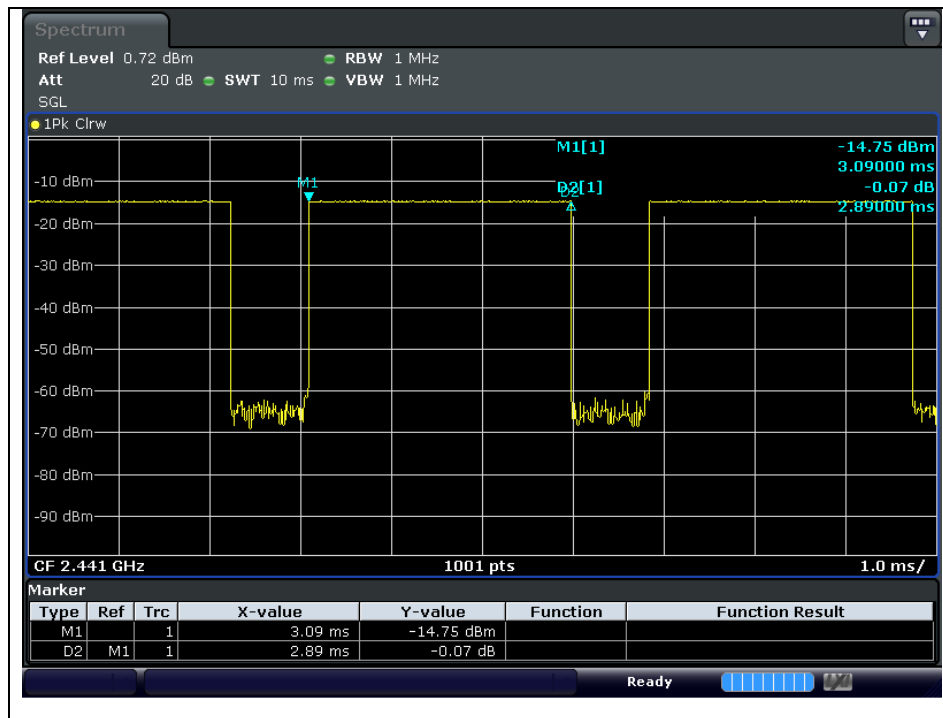 Spectrum
Ref Level 0.72 dBm RBW 1 MHz
Att 20 dB SWT 10 ms VBW 1 MHz
SGL
1Pk Clrw
M1[1] -14.75 dBm
3.09000 ms
D2[1] -0.07 dB
2.89000 ms
M1
D2
-10 dBm
-20 dBm
-30 dBm
-40 dBm
-50 dBm
-60 dBm
-70 dBm
-80 dBm
-90 dBm
CF 2.441 GHz 1001 pts 1.0 ms/
Marker
Type Ref Trc X-value Y-value Function Function Result
M1 1 3.09 ms -14.75 dBm
D2 M1 1 2.89 ms -0.07 dB
Ready